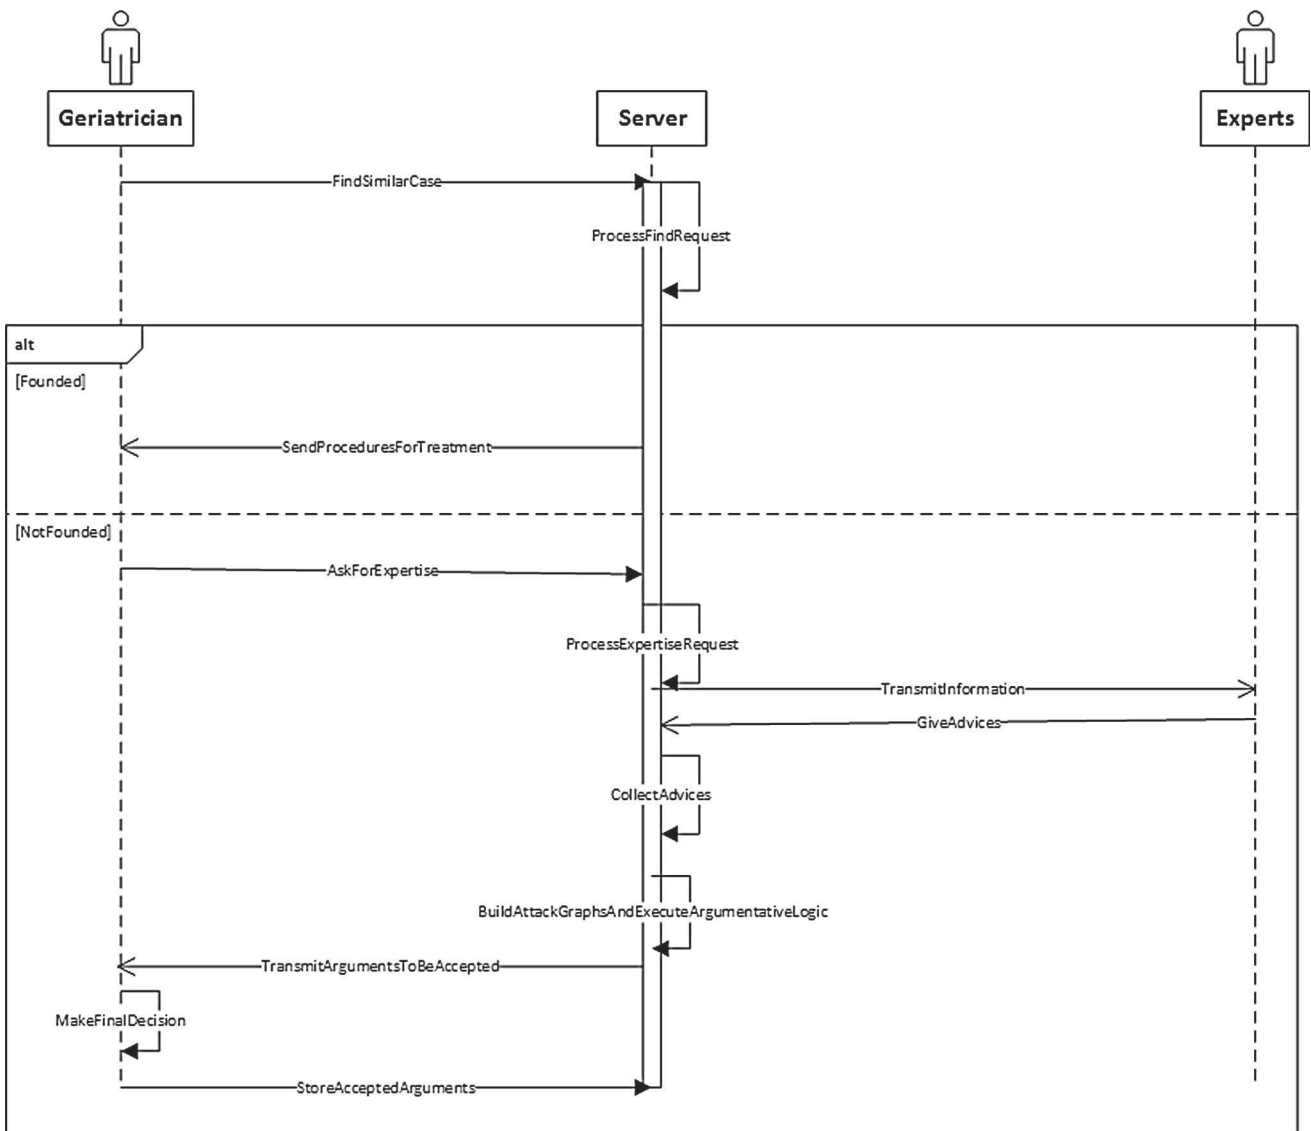 Geriatrician
Server
Experts
FindSimilarCase
ProcessFindRequest
alt
[Founded]
SendProceduresForTreatment
[NotFounded]
AskForExpertise
ProcessExpertiseRequest
TransmitInformation
GiveAdvices
CollectAdvices
BuildAttackGraphsAndExecuteArgumentativeLogic
TransmitArgumentsToBeAccepted
MakeFinalDecision
StoreAcceptedArguments